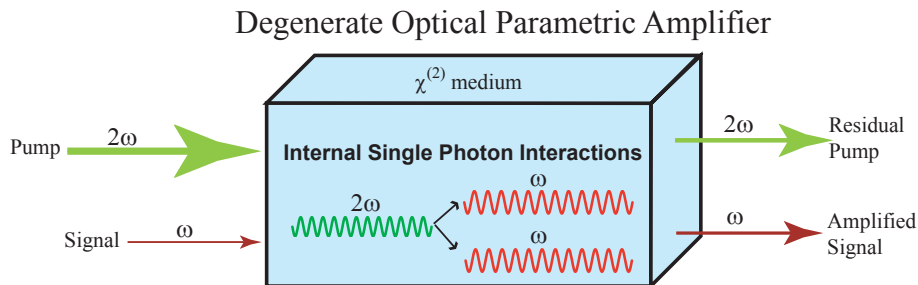 Degenerate Optical Parametric Amplifier
χ(2) medium
Pump
2ω
2ω
Residual
Pump
Internal Single Photon Interactions
ω
2ω
ω
Signal
ω
ω
Amplified
Signal